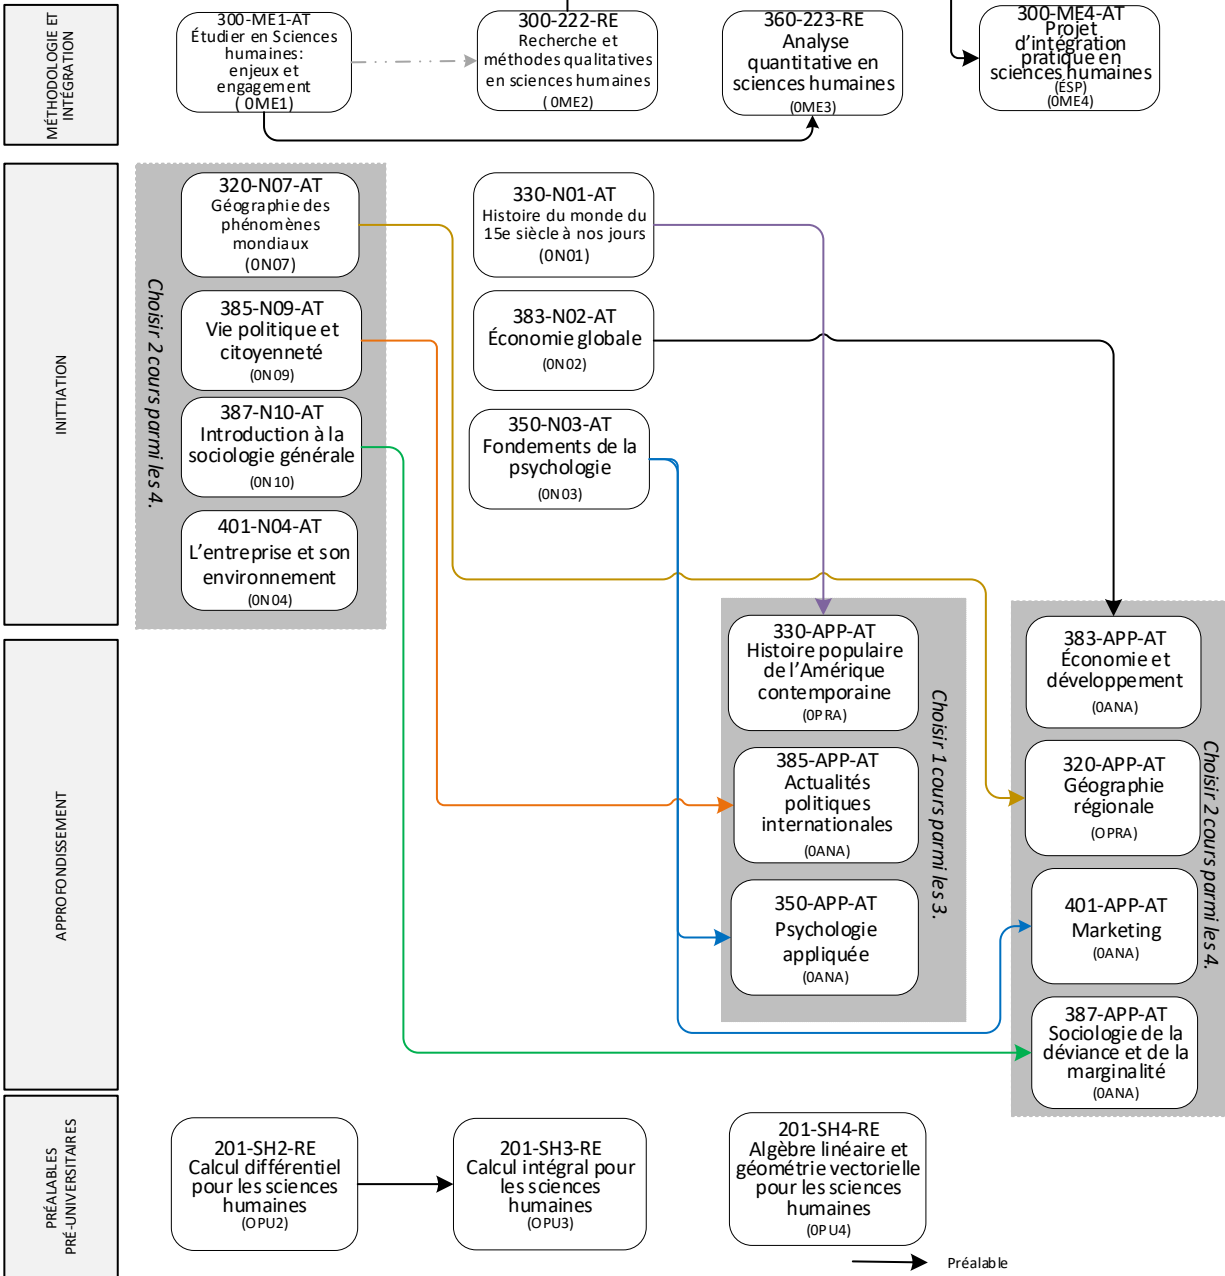 MÉTHODOLOGIE ET
INTÉGRATION
300-ME1-AT
Étudier en Sciences
humaines:
enjeux et
engagement
( 0ME1)
300-222-RE
Recherche et
méthodes qualitatives
en sciences humaines
( 0ME2)
360-223-RE
Analyse
quantitative en
sciences humaines
(0ME3)
300-ME4-AT
Projet
d’intégration
pratique en
sciences humaines
(ÉSP)
(0ME4)
INITTIATION
Choisir 2 cours parmi les 4.
320-N07-AT
Géographie des
phénomènes
mondiaux
(0N07)
385-N09-AT
Vie politique et
citoyenneté
(0N09)
387-N10-AT
Introduction à la
sociologie générale
(0N10)
401-N04-AT
L’entreprise et son
environnement
(0N04)
330-N01-AT
Histoire du monde du
15e siècle à nos jours
(0N01)
383-N02-AT
Économie globale
(0N02)
350-N03-AT
Fondements de la
psychologie
(0N03)
APPROFONDISSEMENT
330-APP-AT
Histoire populaire
de l’Amérique
contemporaine
(0PRA)
385-APP-AT
Actualités
politiques
internationales
(0ANA)
350-APP-AT
Psychologie
appliquée
(0ANA)
Choisir 1 cours parmi les 3.
383-APP-AT
Économie et
développement
(0ANA)
320-APP-AT
Géographie
régionale
(OPRA)
401-APP-AT
Marketing
(0ANA)
387-APP-AT
Sociologie de la
déviance et de la
marginalité
(0ANA)
Choisir 2 cours parmi les 4.
PRÉALABLES
PRÉ-UNIVERSITAIRES
201-SH2-RE
Calcul différentiel
pour les sciences
humaines
(OPU2)
201-SH3-RE
Calcul intégral pour
les sciences
humaines
(OPU3)
201-SH4-RE
Algèbre linéaire et
géométrie vectorielle
pour les sciences
humaines
(0PU4)
Préalable